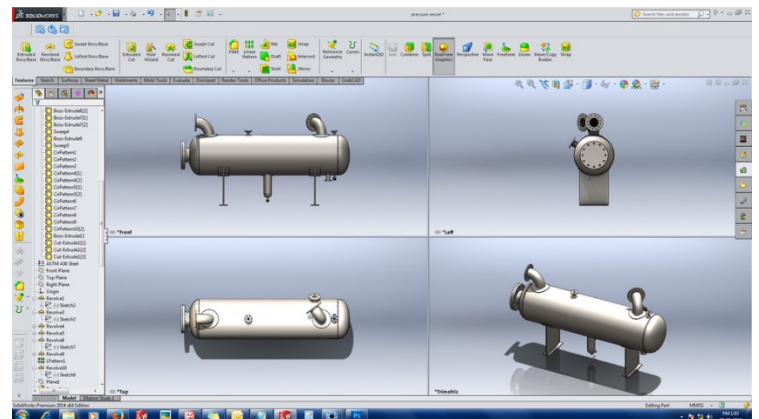 SOLIDWORKS
pressure vessel *
Search files and models
Extruded Boss/Base
Revolved Boss/Base
Swept Boss/Base
Lofted Boss/Base
Boundary Boss/Base
Extruded Cut
Hole Wizard
Revolved Cut
Swept Cut
Lofted Cut
Boundary Cut
Fillet
Linear Pattern
Rib
Draft
Shell
Wrap
Intersect
Mirror
Reference Geometry
Curves
Instant3D
Join
Combine
Split
RealView Graphics
Perspective
Move Face
Freeform
Dome
Move/Copy Bodies
Wrap
Features
Sketch
Surfaces
Sheet Metal
Weldments
Mold Tools
Evaluate
DimXpert
Render Tools
Office Products
Simulation
Blocks
GrabCAD
Boss-Extrude6[2]
Boss-Extrude7[1]
Boss-Extrude7[2]
Sweep4
Boss-Extrude9
Sweep5
CirPattern1
CirPattern2
CirPattern3
CirPattern4[1]
CirPattern4[2]
CirPattern5[1]
CirPattern5[2]
CirPattern6
CirPattern7
CirPattern8
CirPattern9
CirPattern10[2]
Boss-Extrude12
Cut-Extrude1[1]
Cut-Extrude1[2]
Cut-Extrude1[3]
ASTM A36 Steel
Front Plane
Top Plane
Right Plane
Origin
Revolve1
(-) Sketch2
Revolve2
(-) Sketch3
Revolve4
Revolve5
Revolve6
(-) Sketch7
Revolve8
LPattern1
Revolve10
(-) Sketch9
Plane1
*Front
*Left
*Top
*Trimetric
Model
Motion Study 1
SolidWorks Premium 2014 x64 Edition
Editing Part
MMGS